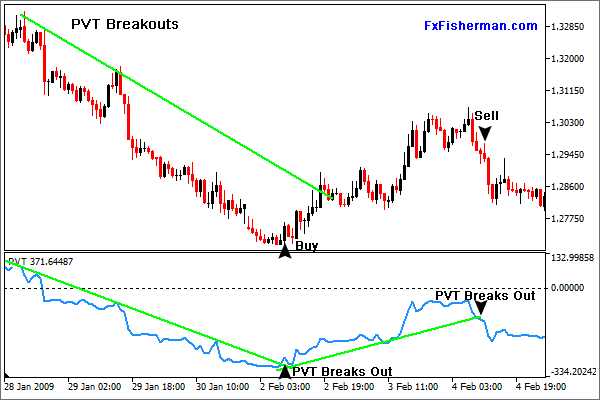 PVT Breakouts
FxFisherman.com
1.32850
1.32000
1.31150
1.30300
Sell
1.29450
1.28600
1.27750
Buy
PVT 371.64487
132.99858
0.00000
PVT Breaks Out
PVT Breaks Out
-334.20242
28 Jan 2009
29 Jan 02:00
29 Jan 18:00
30 Jan 10:00
2 Feb 03:00
2 Feb 19:00
3 Feb 11:00
4 Feb 03:00
4 Feb 19:00